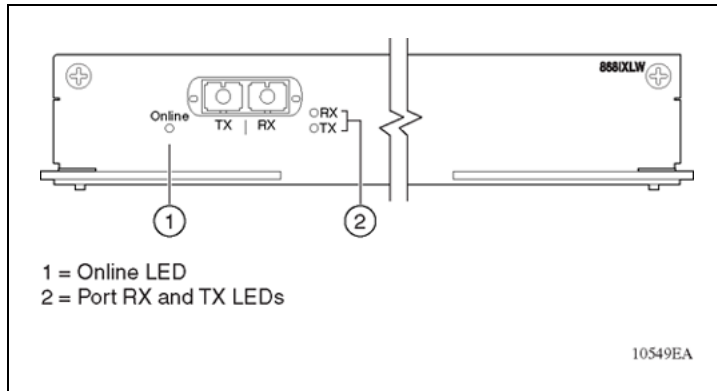 8681XLW
Online
TX | RX
RX
TX
1
2
1 = Online LED
2 = Port RX and TX LEDs
10549EA